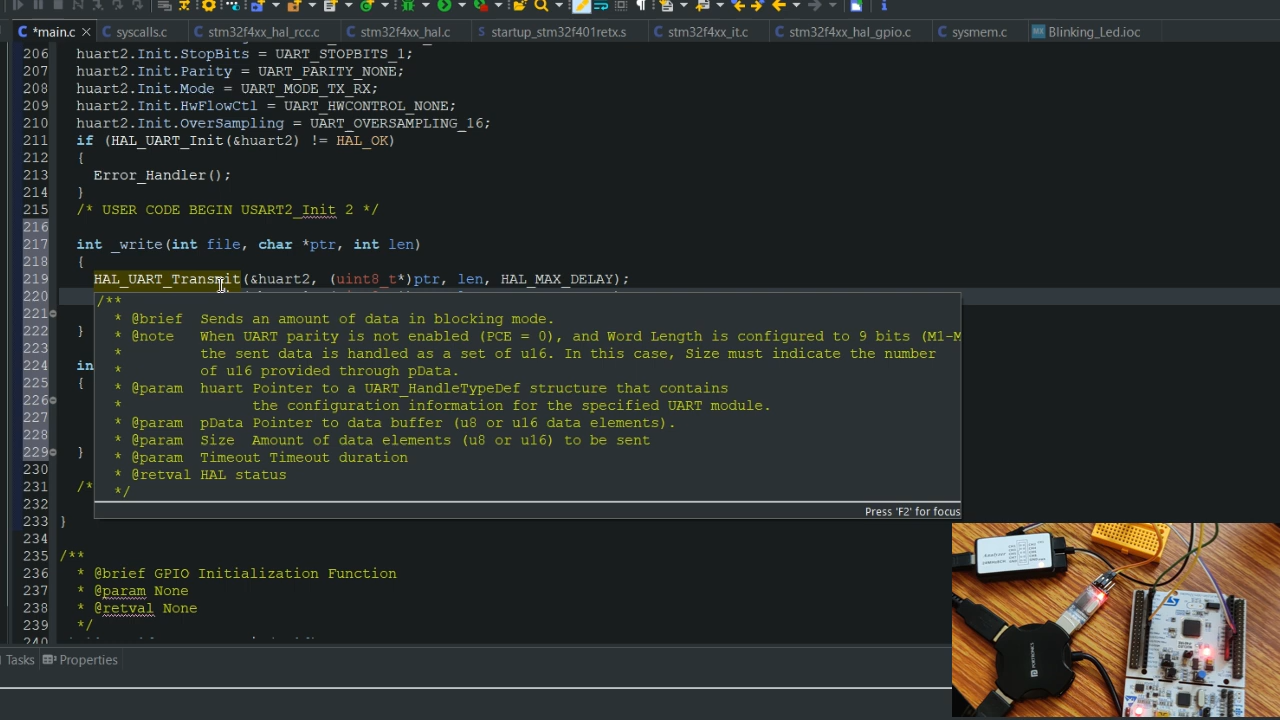 *main.c
syscalls.c
stm32f4xx_hal_rcc.c
stm32f4xx_hal.c
startup_stm32f401retx.s
stm32f4xx_it.c
stm32f4xx_hal_gpio.c
sysmem.c
Blinking_Led.ioc
206 huart2.Init.StopBits = UART_STOPBITS_1;
207 huart2.Init.Parity = UART_PARITY_NONE;
208 huart2.Init.Mode = UART_MODE_TX_RX;
209 huart2.Init.HwFlowCtl = UART_HWCONTROL_NONE;
210 huart2.Init.OverSampling = UART_OVERSAMPLING_16;
211 if (HAL_UART_Init(&huart2) != HAL_OK)
212 {
213 Error_Handler();
214 }
215 /* USER CODE BEGIN USART2_Init 2 */
216
217 int _write(int file, char *ptr, int len)
218 {
219 HAL_UART_Transmit(&huart2, (uint8_t*)ptr, len, HAL_MAX_DELAY);
220
221
222 }
223
224 in
225 {
226
227
228
229 }
230
231 /*
232
233 }
234
235 /**
236 * @brief GPIO Initialization Function
237 * @param None
238 * @retval None
239 */
240
/**
* @brief Sends an amount of data in blocking mode.
* @note When UART parity is not enabled (PCE = 0), and Word Length is configured to 9 bits (M1-M
* the sent data is handled as a set of u16. In this case, Size must indicate the number
* of u16 provided through pData.
* @param huart Pointer to a UART_HandleTypeDef structure that contains
* the configuration information for the specified UART module.
* @param pData Pointer to data buffer (u8 or u16 data elements).
* @param Size Amount of data elements (u8 or u16) to be sent
* @param Timeout Timeout duration
* @retval HAL status
*/
Press 'F2' for focus
Tasks
Properties